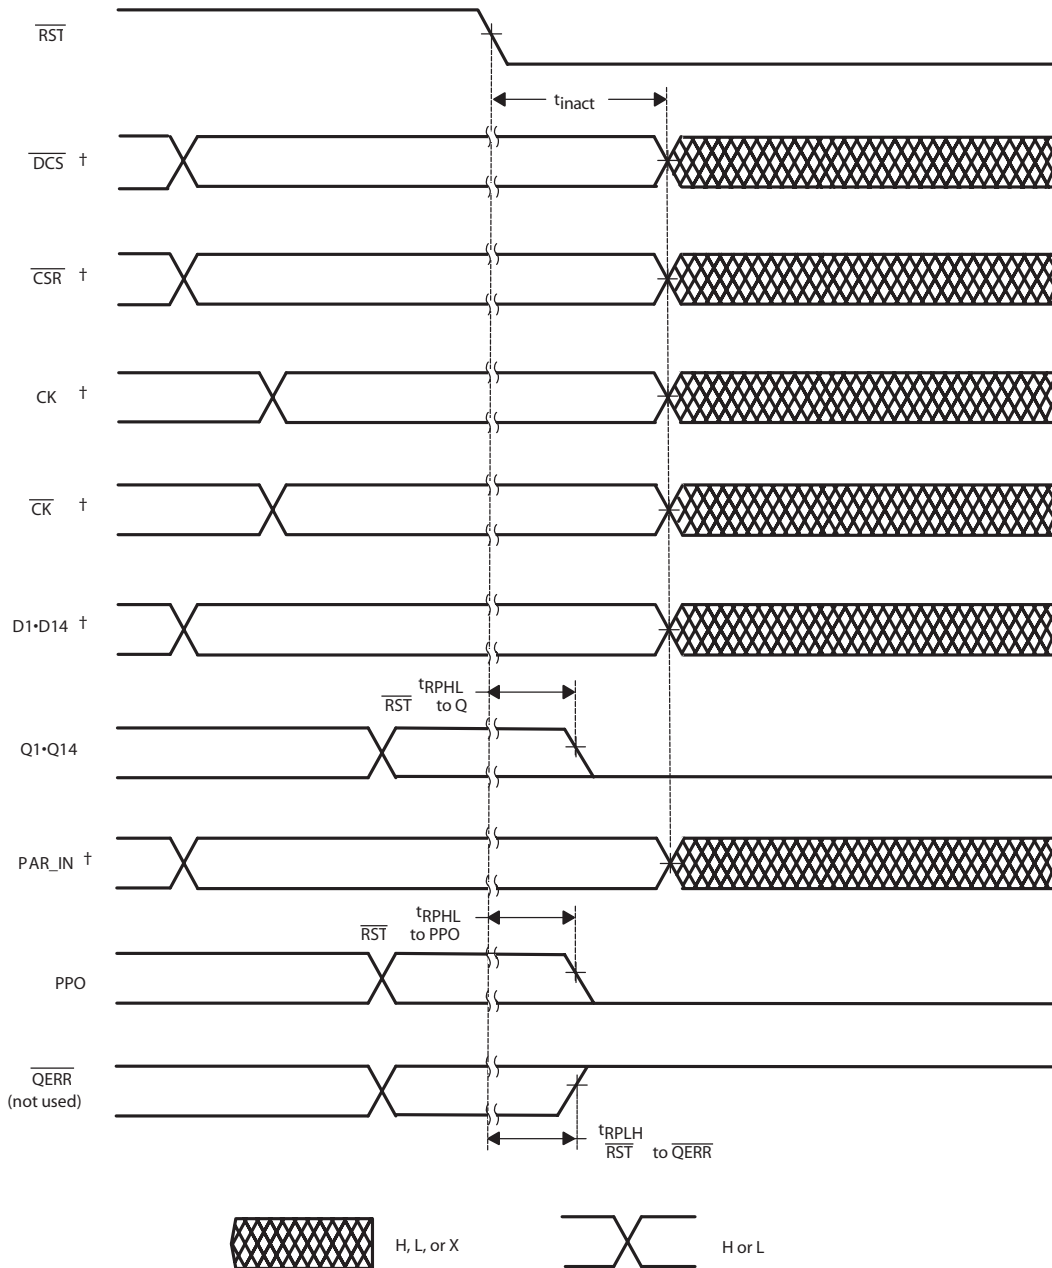 RST
tinact
DCS †
CSR †
CK †
CK †
D1•D14 †
tRPHL
RST to Q
Q1•Q14
PAR_IN †
tRPHL
RST to PPO
PPO
QERR
(not used)
tRPLH
RST to QERR
H, L, or X
H or L